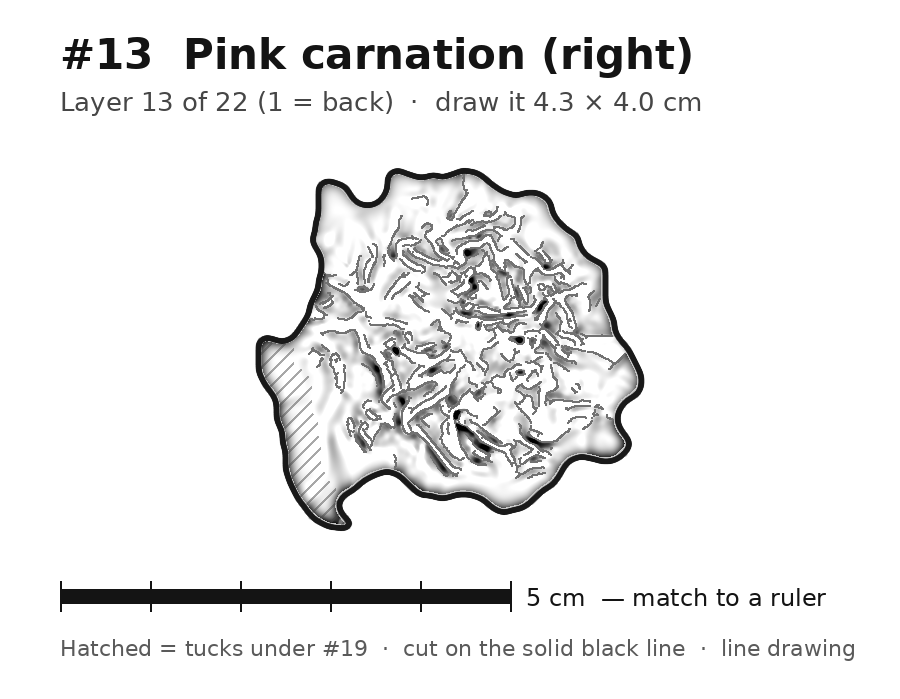 #13  Pink carnation (right)
Layer 13 of 22 (1 = back)  ·  draw it 4.3 × 4.0 cm
5 cm  — match to a ruler
Hatched = tucks under #19  ·  cut on the solid black line  ·  line drawing